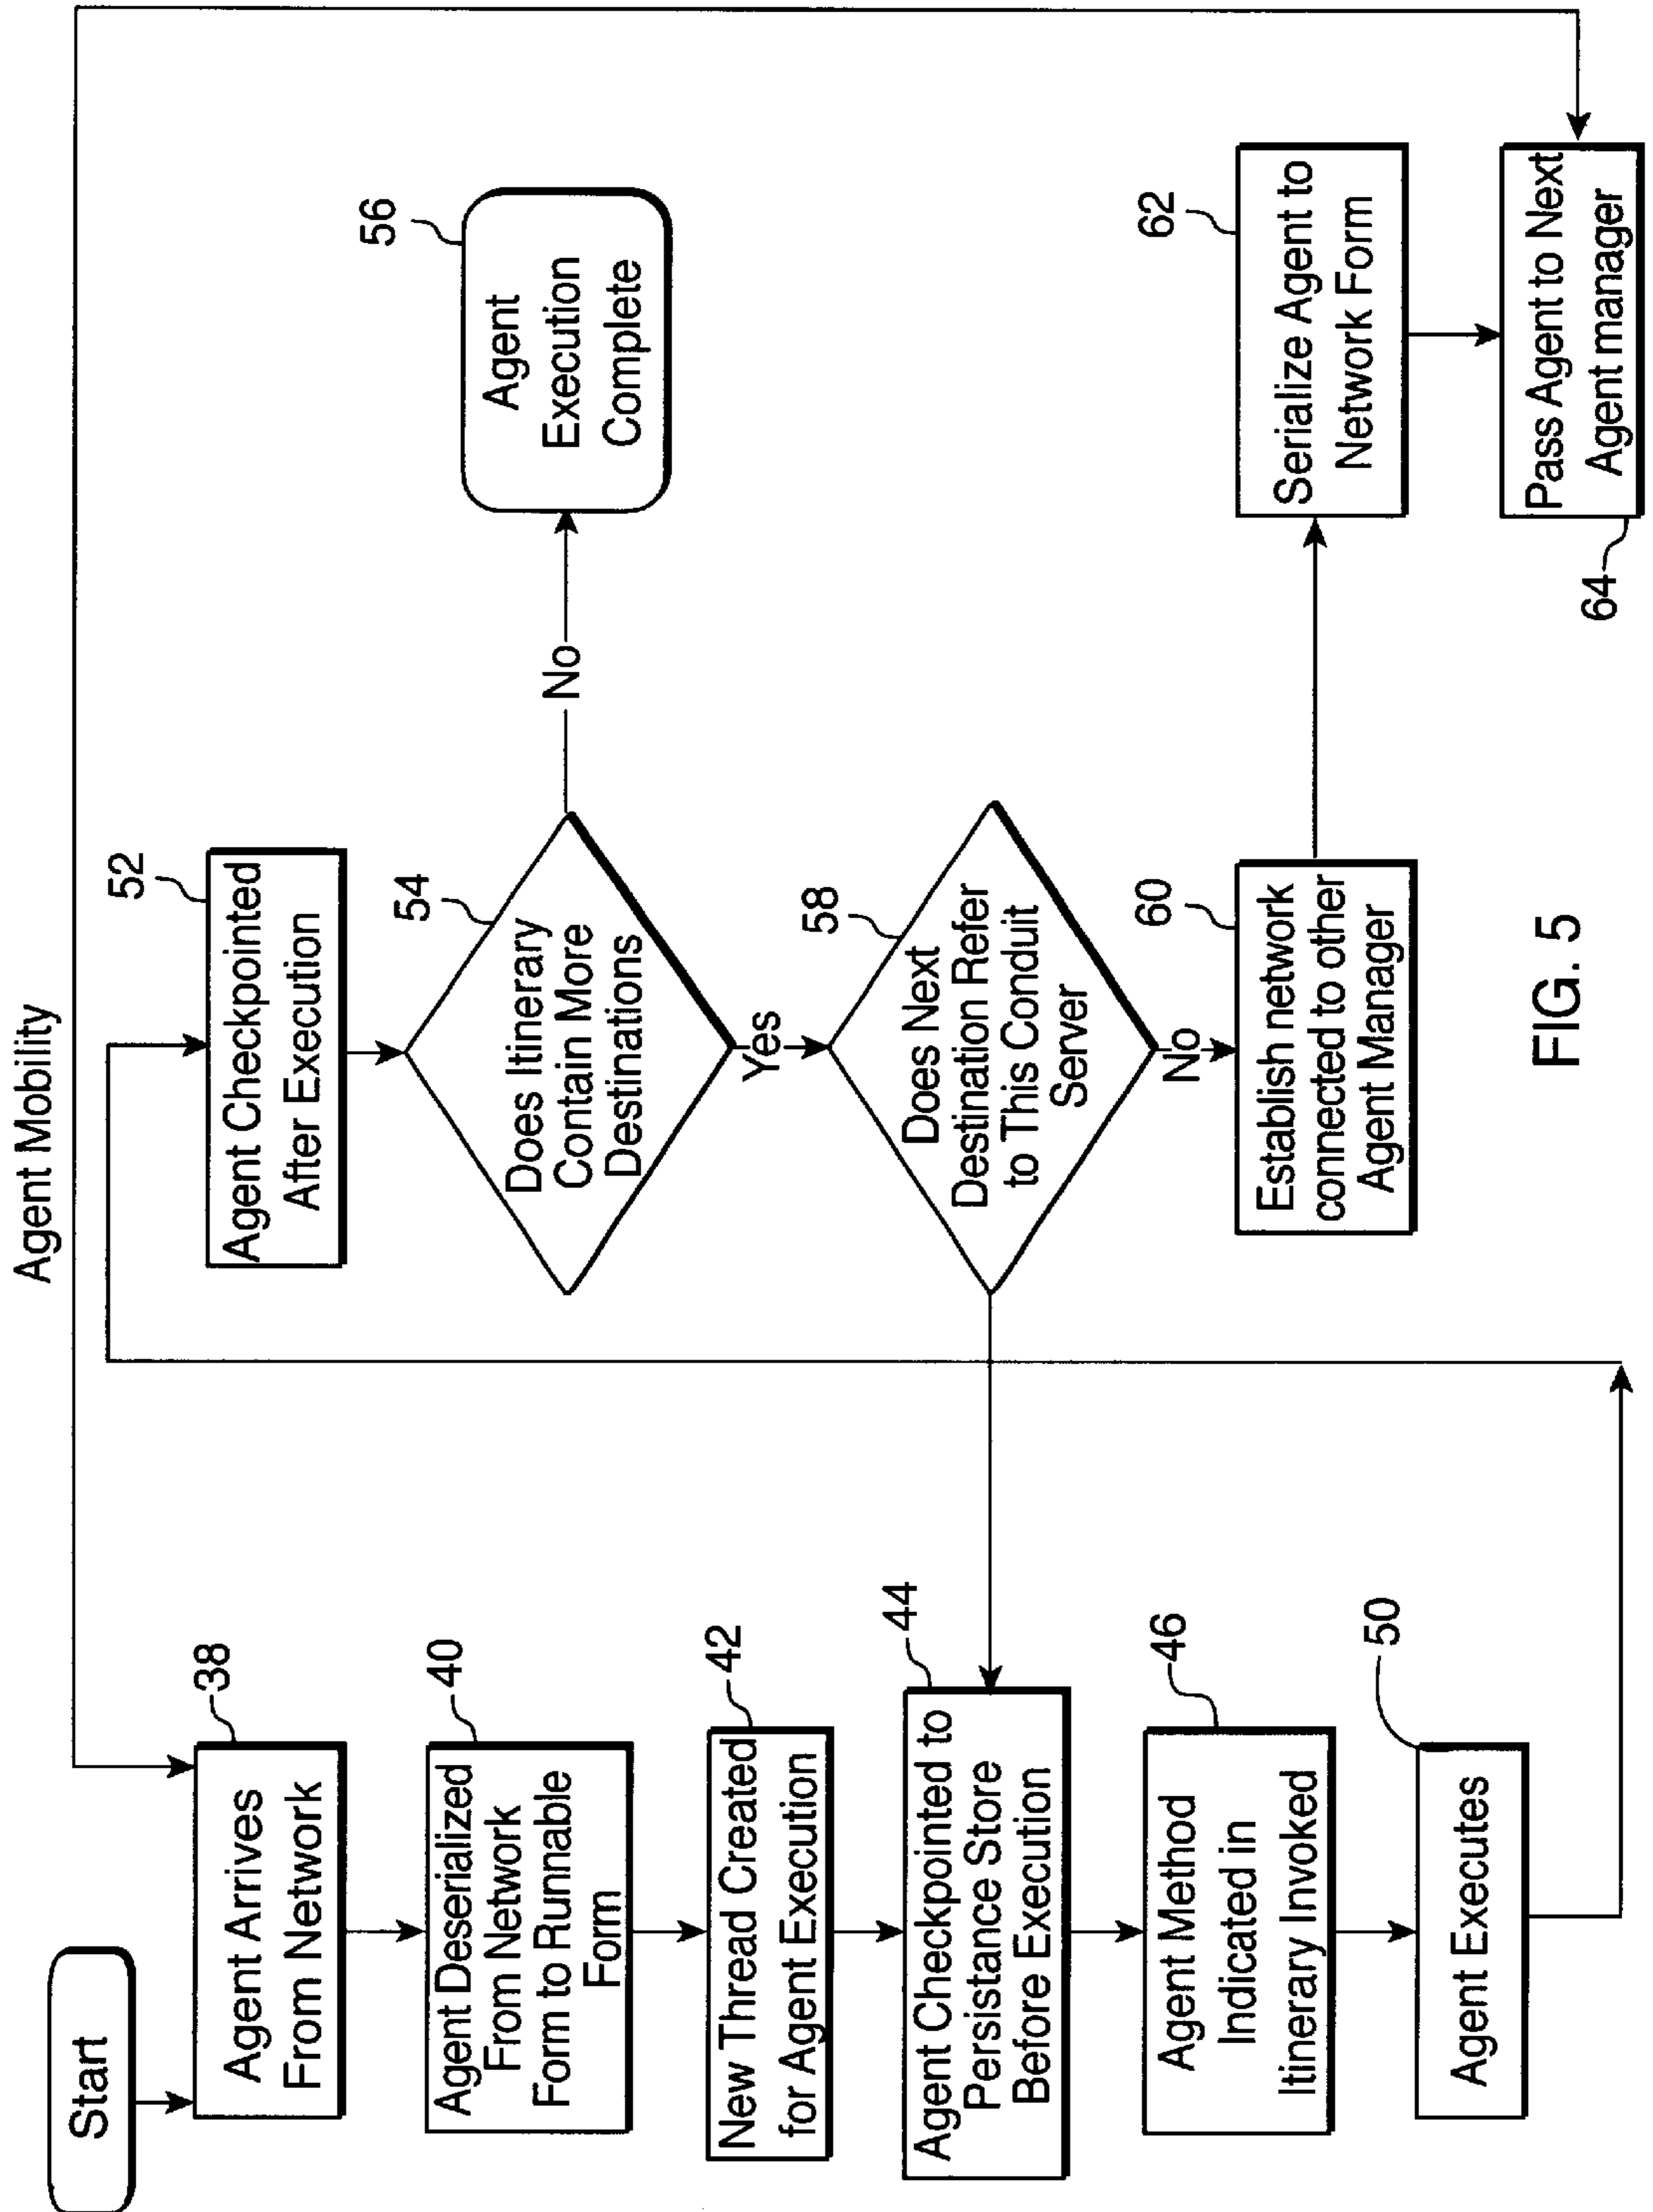 Agent Mobility
Start
38
Agent Arrives
From Network
40
Agent Deserialized
From Network
Form to Runnable
Form
42
New Thread Created
for Agent Execution
44
Agent Checkpointed to
Persistance Store
Before Execution
46
Agent Method
Indicated in
Itinerary Invoked
50
Agent Executes
52
Agent Checkpointed
After Execution
54
Does Itinerary
Contain More
Destinations
No
56
Agent
Execution
Complete
Yes
58
Does Next
Destination Refer
to This Conduit
Server
No
60
Establish network
connected to other
Agent Manager
62
Serialize Agent to
Network Form
Pass Agent to Next
Agent manager
64
FIG. 5